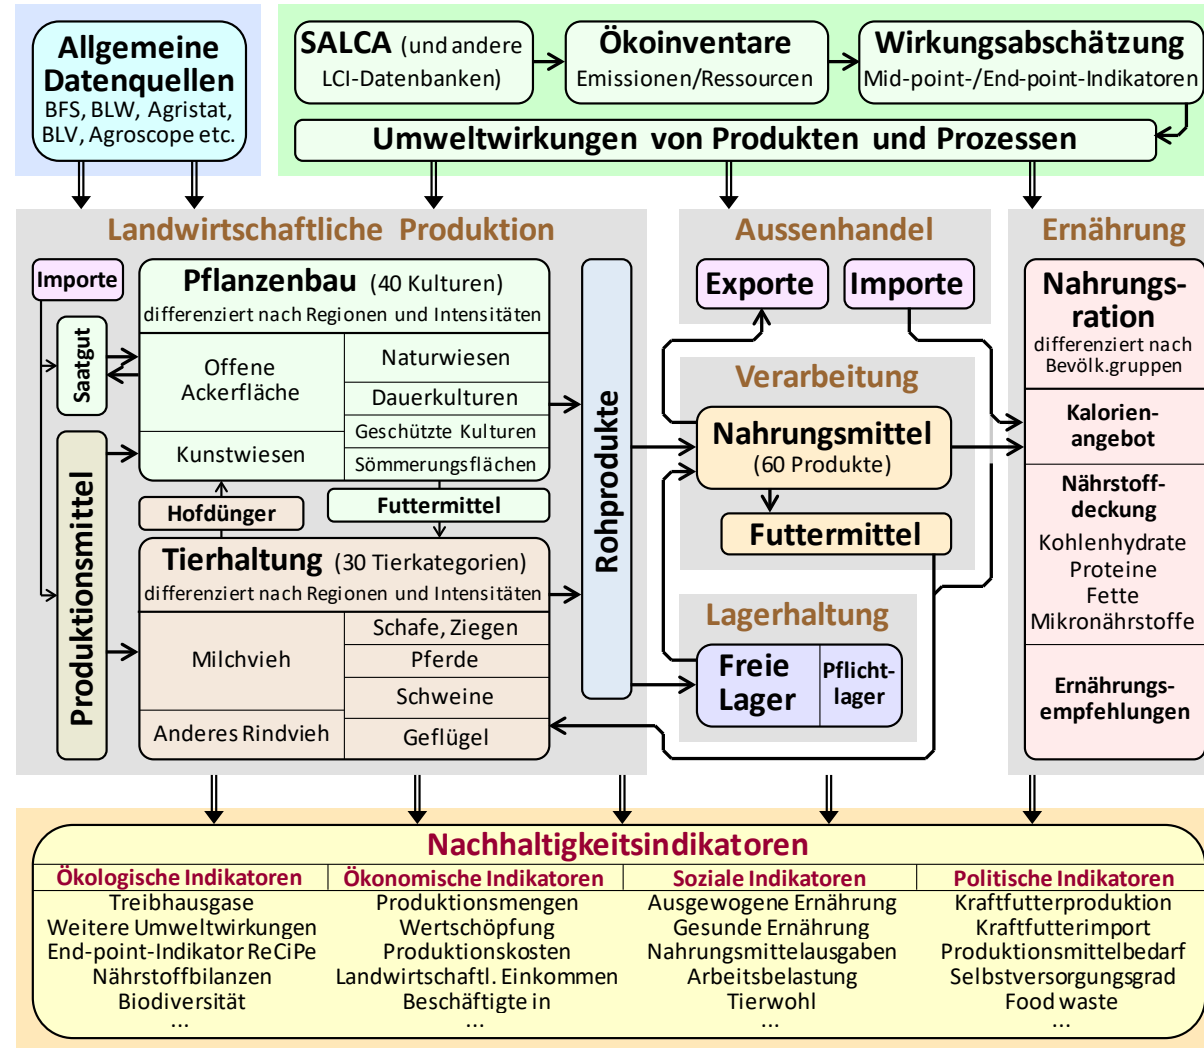 Allgemeine
Datenquellen
BFS, BLW, Agristat,
BLV, Agroscope etc.
SALCA (und andere
LCI-Datenbanken)
Ökoinventare
Emissionen/Ressourcen
Wirkungsabschätzung
Mid-point-/End-point-Indikatoren
Umweltwirkungen von Produkten und Prozessen
Landwirtschaftliche Produktion
Importe
Saatgut
Produktionsmittel
Pflanzenbau (40 Kulturen)
differenziert nach Regionen und Intensitäten
Offene
Ackerfläche
Kunstwiesen
Naturwiesen
Dauerkulturen
Geschützte Kulturen
Sömmerungsflächen
Hofdünger
Futtermittel
Tierhaltung (30 Tierkategorien)
differenziert nach Regionen und Intensitäten
Milchvieh
Anderes Rindvieh
Schafe, Ziegen
Pferde
Schweine
Geflügel
Rohprodukte
Aussenhandel
Exporte
Importe
Verarbeitung
Nahrungsmittel
(60 Produkte)
Futtermittel
Lagerhaltung
Freie
Lager
Pflicht-
lager
Ernährung
Nahrungs-
ration
differenziert nach
Bevölk.gruppen
Kalorien-
angebot
Nährstoff-
deckung
Kohlenhydrate
Proteine
Fette
Mikronährstoffe
Ernährungs-
empfehlungen
Nachhaltigkeitsindikatoren
Ökologische Indikatoren
Treibhausgase
Weitere Umweltwirkungen
End-point-Indikator ReCiPe
Nährstoffbilanzen
Biodiversität
...
Ökonomische Indikatoren
Produktionsmengen
Wertschöpfung
Produktionskosten
Landwirtschaftl. Einkommen
Beschäftigte in
...
Soziale Indikatoren
Ausgewogene Ernährung
Gesunde Ernährung
Nahrungsmittelausgaben
Arbeitsbelastung
Tierwohl
...
Politische Indikatoren
Kraftfutterproduktion
Kraftfutterimport
Produktionsmittelbedarf
Selbstversorgungsgrad
Food waste
...